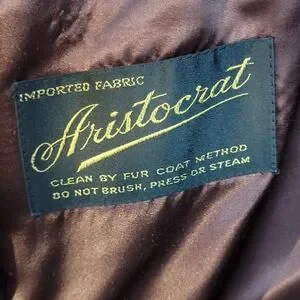 IMPORTED FABRIC
Aristocrat
CLEAN BY FUR COAT METHOD
DO NOT BRUSH, PRESS OR STEAM